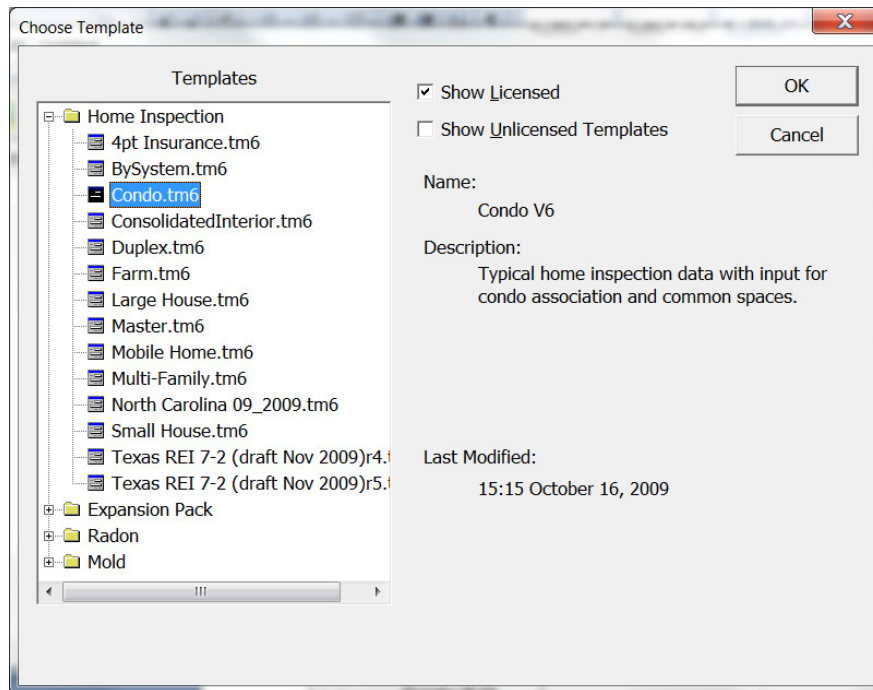 Choose Template
Templates
Home Inspection
4pt Insurance.tm6
BySystem.tm6
Condo.tm6
ConsolidatedInterior.tm6
Duplex.tm6
Farm.tm6
Large House.tm6
Master.tm6
Mobile Home.tm6
Multi-Family.tm6
North Carolina 09_2009.tm6
Small House.tm6
Texas REI 7-2 (draft Nov 2009)r4.t
Texas REI 7-2 (draft Nov 2009)r5.t
Expansion Pack
Radon
Mold
Show Licensed
Show Unlicensed Templates
OK
Cancel
Name:
Condo V6
Description:
Typical home inspection data with input for
condo association and common spaces.
Last Modified:
15:15 October 16, 2009